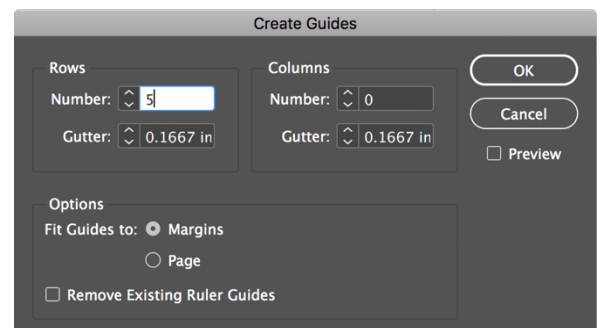 Create Guides
Rows
Number: 5
Gutter: 0.1667 in
Columns
Number: 0
Gutter: 0.1667 in
OK
Cancel
Preview
Options
Fit Guides to: Margins
Page
Remove Existing Ruler Guides